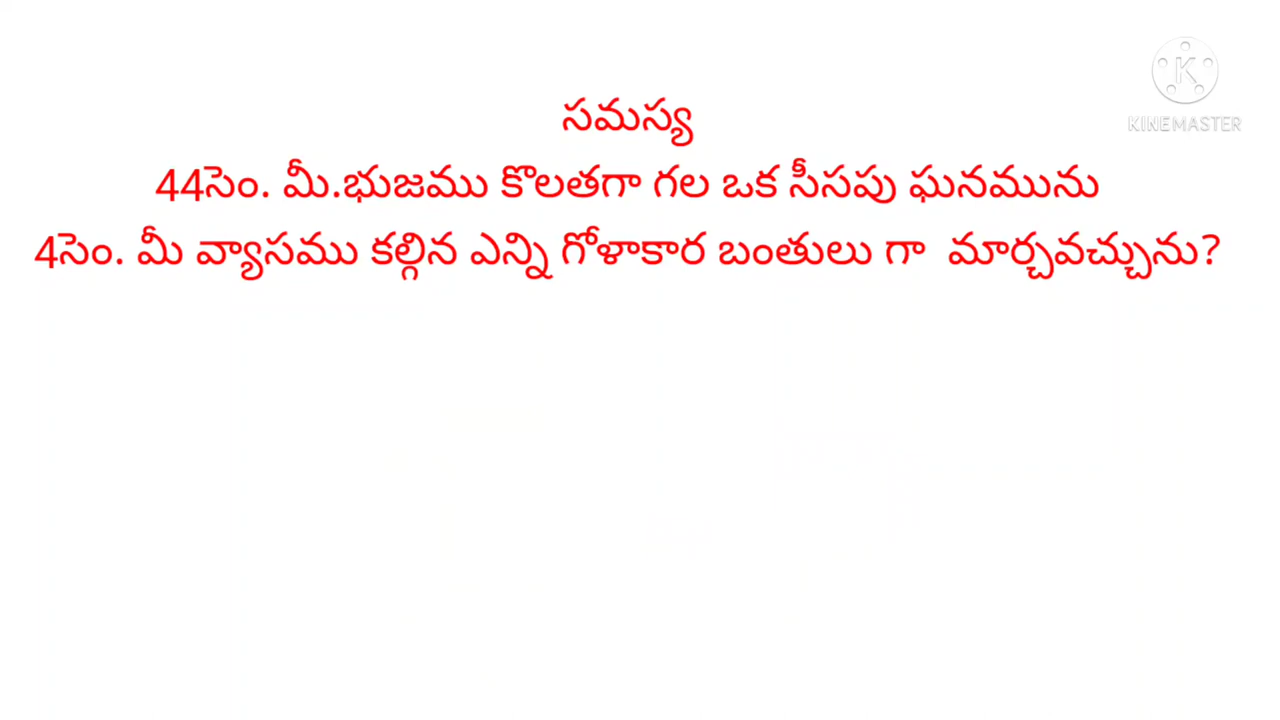 KINEMASTER
సమస్య
44సెం. మీ.భుజము కొలతగా గల ఒక సీసపు ఘనమును
4సెం. మీ వ్యాసము కల్గిన ఎన్ని గోళాకార బంతులు గా మార్చవచ్చును?